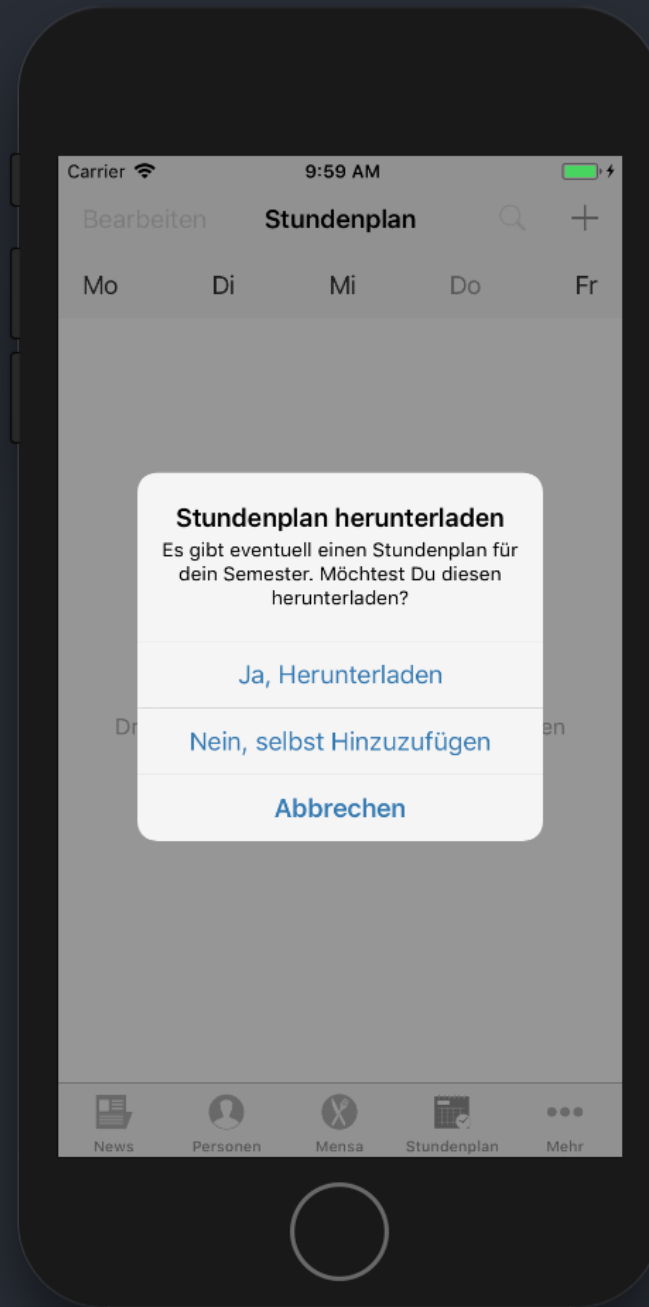 Carrier 9:59 AM
Bearbeiten Stundenplan
Mo Di Mi Do Fr
Stundenplan herunterladen
Es gibt eventuell einen Stundenplan für
dein Semester. Möchtest Du diesen
herunterladen?
Ja, Herunterladen
Nein, selbst Hinzuzufügen
Abbrechen
News Personen Mensa Stundenplan Mehr